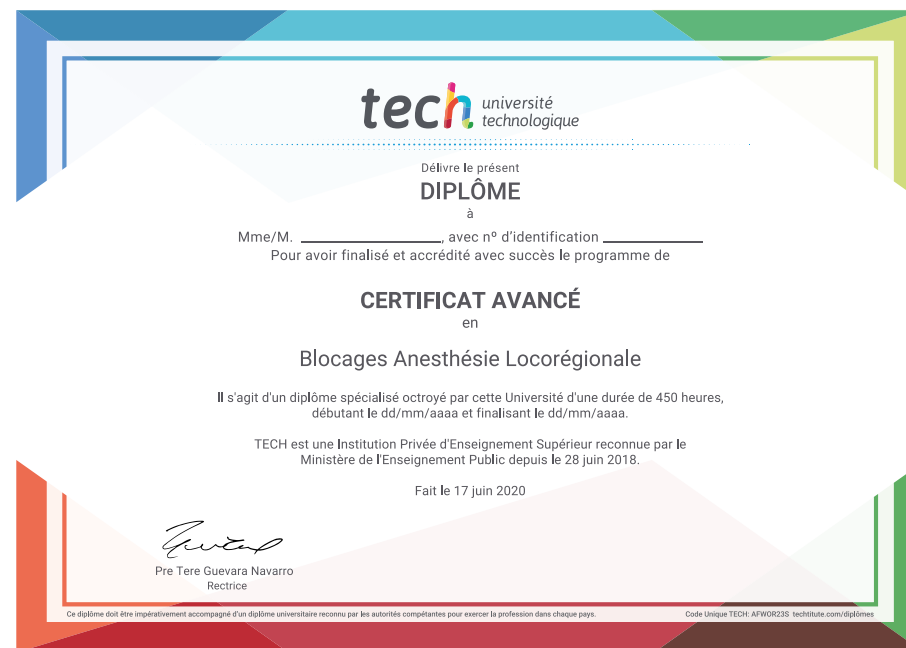 tech université
technologique
Délivre le présent
DIPLÔME
à
Mme/M. ____________________, avec nº d'identification ______________
Pour avoir finalisé et accrédité avec succès le programme de
CERTIFICAT AVANCÉ
en
Blocages Anesthésie Locorégionale
Il s'agit d'un diplôme spécialisé octroyé par cette Université d'une durée de 450 heures,
débutant le dd/mm/aaaa et finalisant le dd/mm/aaaa.
TECH est une Institution Privée d'Enseignement Supérieur reconnue par le
Ministère de l'Enseignement Public depuis le 28 juin 2018.
Fait le 17 juin 2020
Pre Tere Guevara Navarro
Rectrice
Ce diplôme doit être impérativement accompagné d'un diplôme universitaire reconnu par les autorités compétentes pour exercer la profession dans chaque pays.
Code Unique TECH: AFWOR23S techtitute.com/diplômes